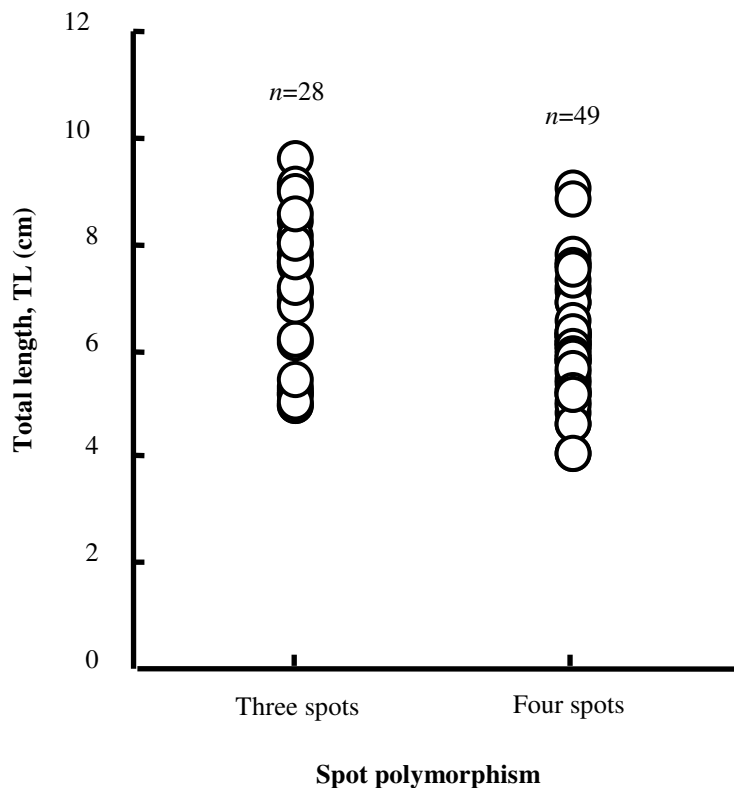 12
n=28
n=49
10
8
6
4
2
0
Total length, TL (cm)
Three spots
Four spots
Spot polymorphism